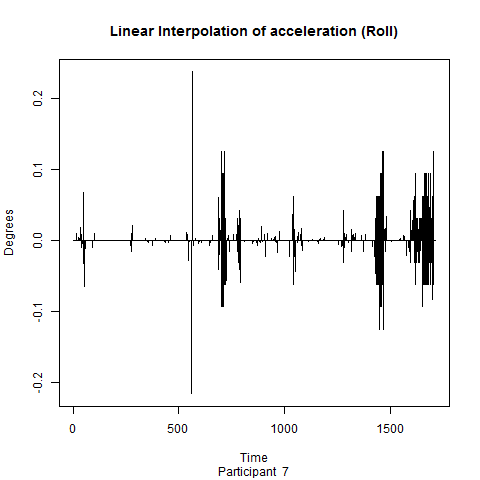 Linear Interpolation of acceleration (Roll)
Degrees
0.2
0.1
0.0
-0.1
-0.2
0 500 1000 1500
Time
Participant 7